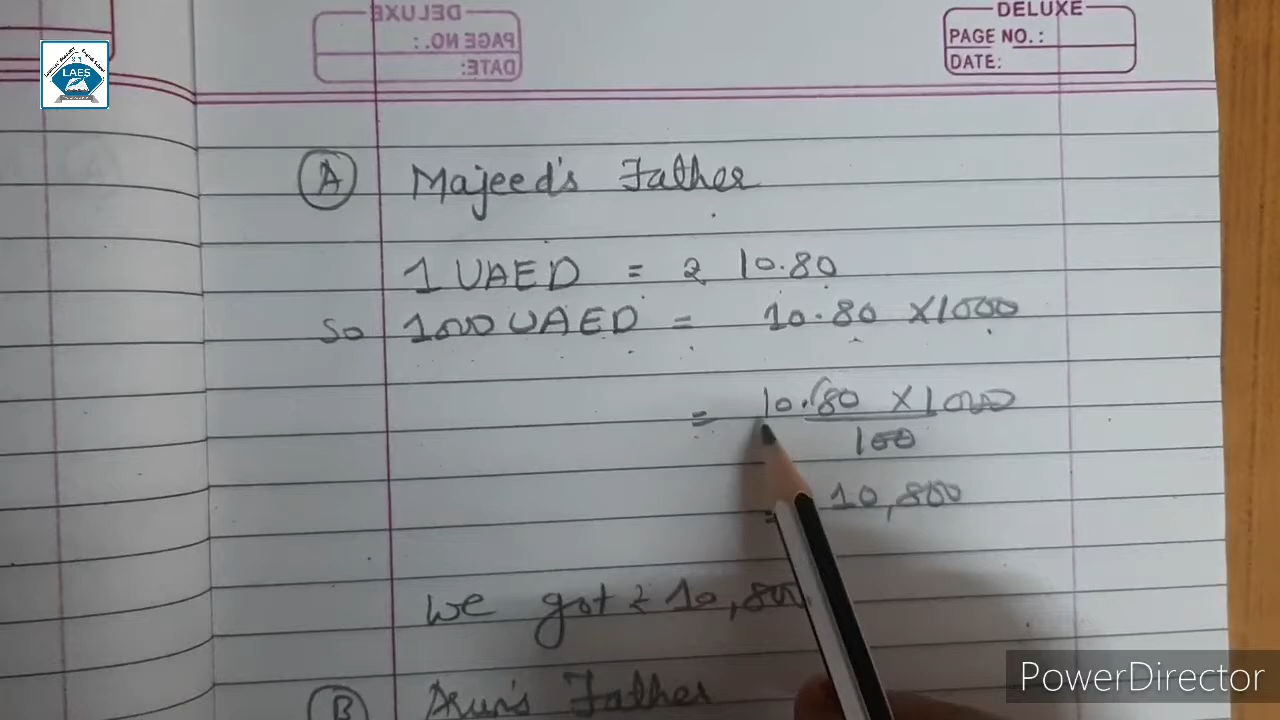 DELUXE
PAGE NO.:
DATE:
DELUXE
PAGE NO. :
DATE:
LAES
A Majeed's Father
1 UAED = ₹ 10.80
So 1000 UAED = 10.80 X1000
= 10.80 X 1000
100
10,800
We got ₹ 10,800
B Arun's Father
PowerDirector